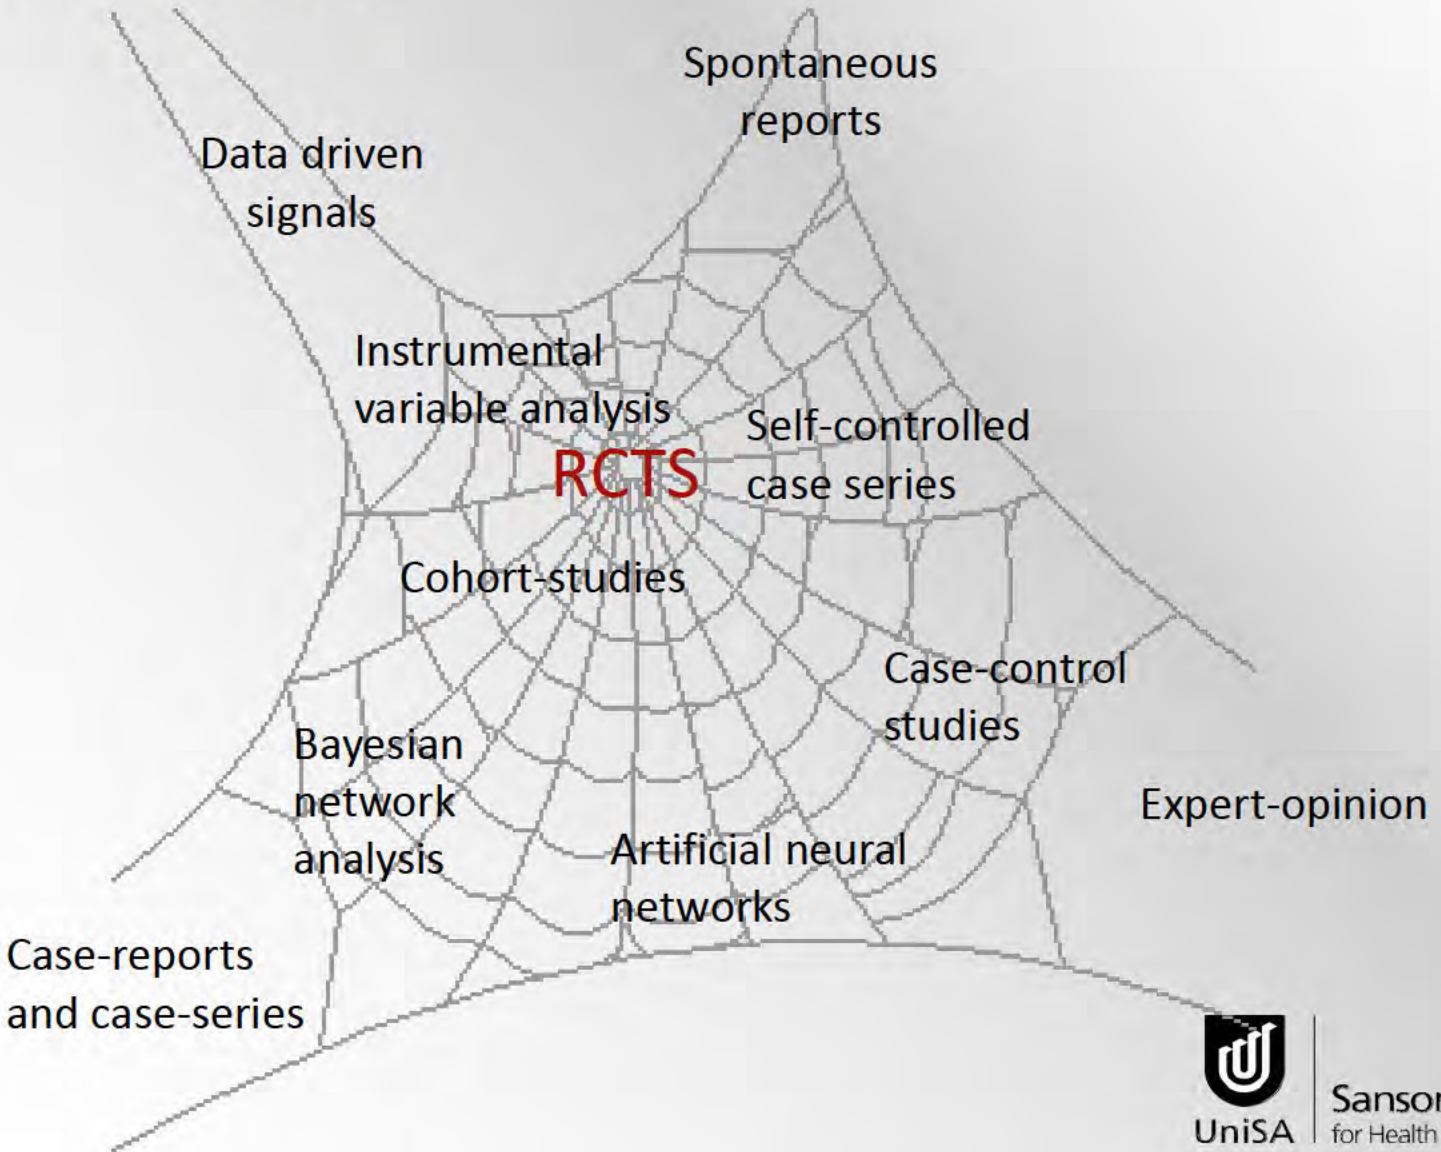 Spontaneous
reports
Data driven
signals
Instrumental
variable analysis
Self-controlled
case series
RCTS
Cohort-studies
Case-control
studies
Bayesian
network
analysis
Expert-opinion
Artificial neural
networks
Case-reports
and case-series
UniSA
for Health